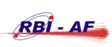 RBI - AF